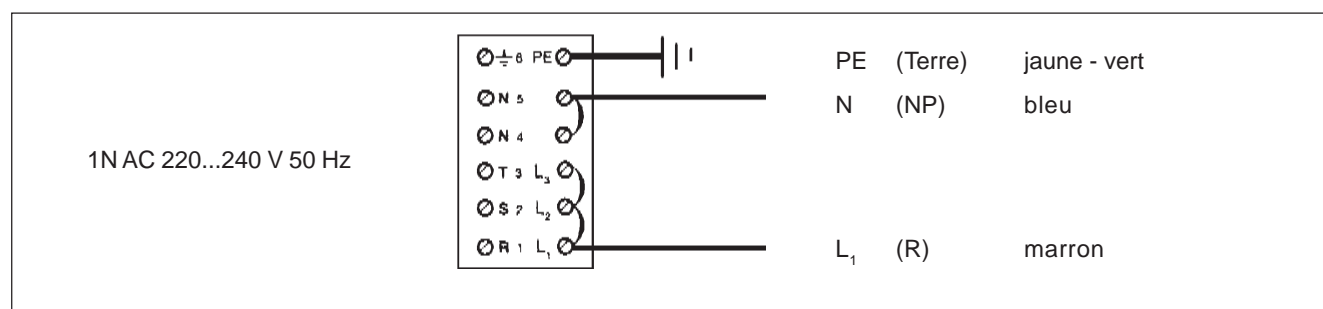 ⏚ 6 PE
PE (Terre) jaune - vert
N 5
N (NP) bleu
N 4
1N AC 220...240 V 50 Hz
T 3 L₃
S 2 L₂
R 1 L₁
L₁ (R) marron